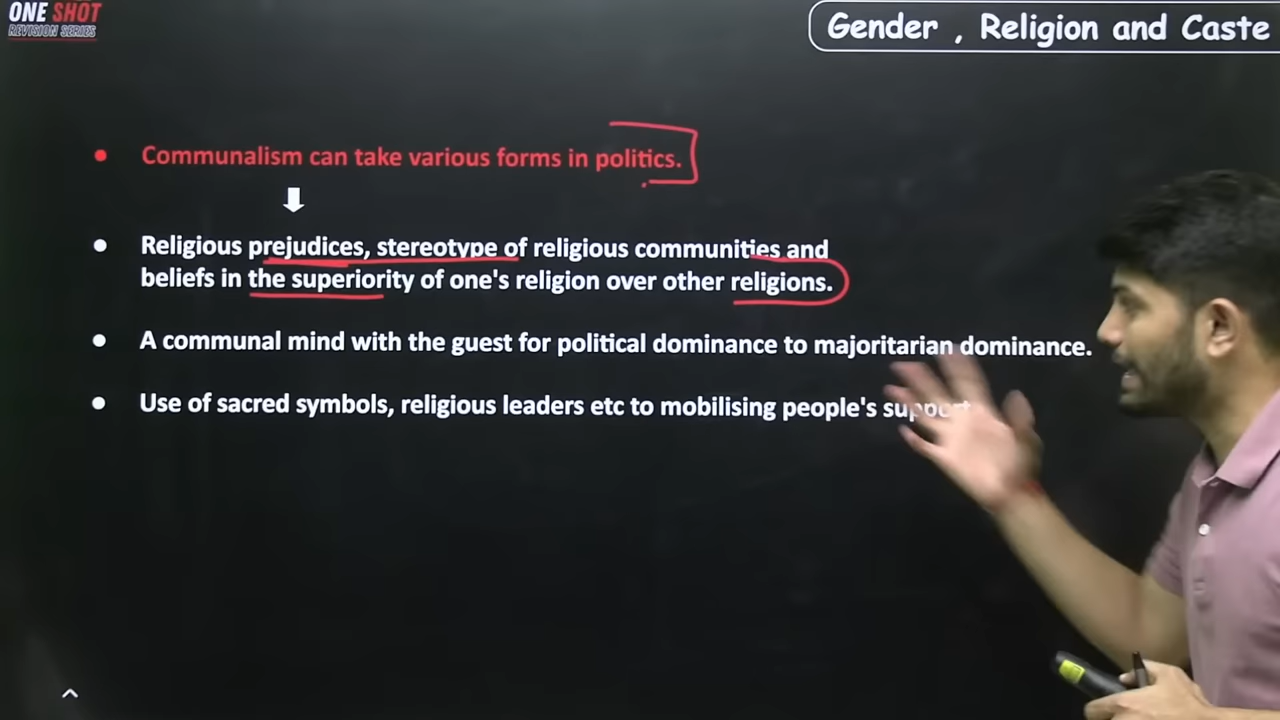 ONE SHOT
REVISION SERIES
Gender , Religion and Caste
Communalism can take various forms in politics.
Religious prejudices, stereotype of religious communities and
beliefs in the superiority of one's religion over other religions.
A communal mind with the guest for political dominance to majoritarian dominance.
Use of sacred symbols, religious leaders etc to mobilising people's support